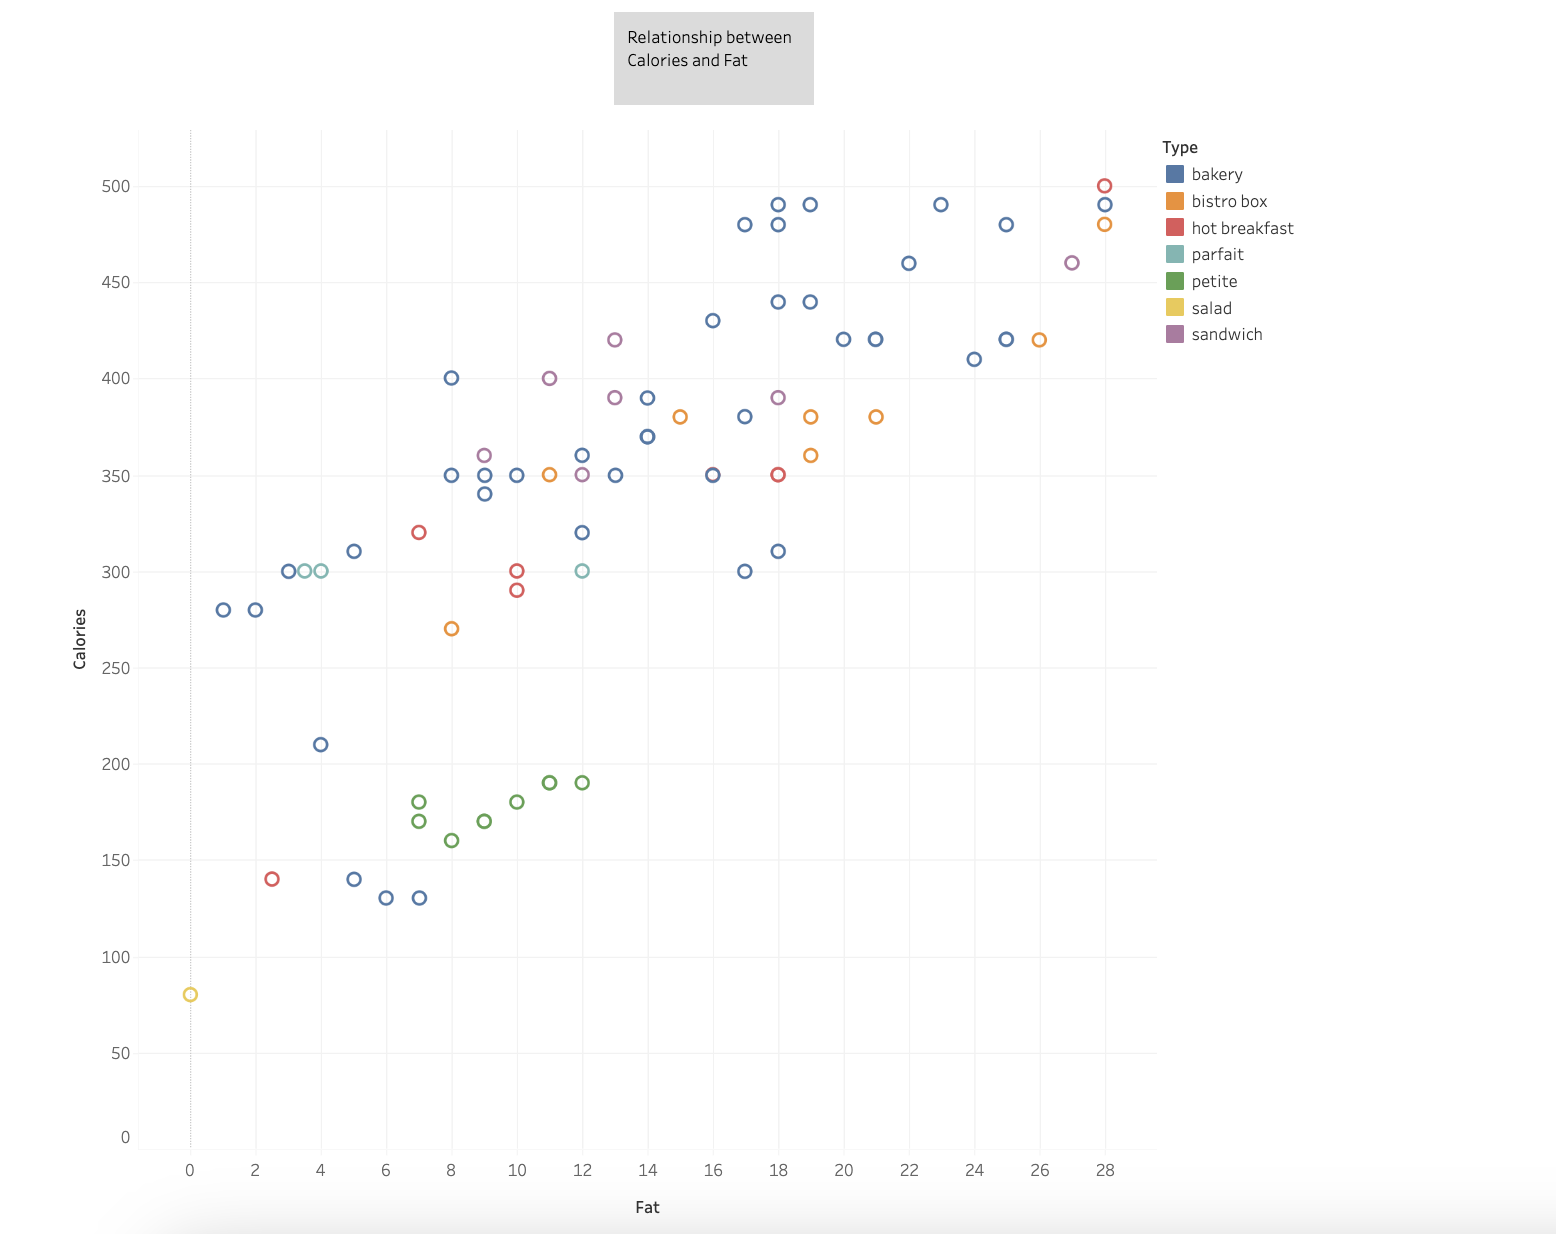 Relationship between
Calories and Fat
Type
bakery
bistro box
hot breakfast
parfait
petite
salad
sandwich
500
450
400
350
300
250
200
150
100
50
0
Calories
0 2 4 6 8 10 12 14 16 18 20 22 24 26 28
Fat